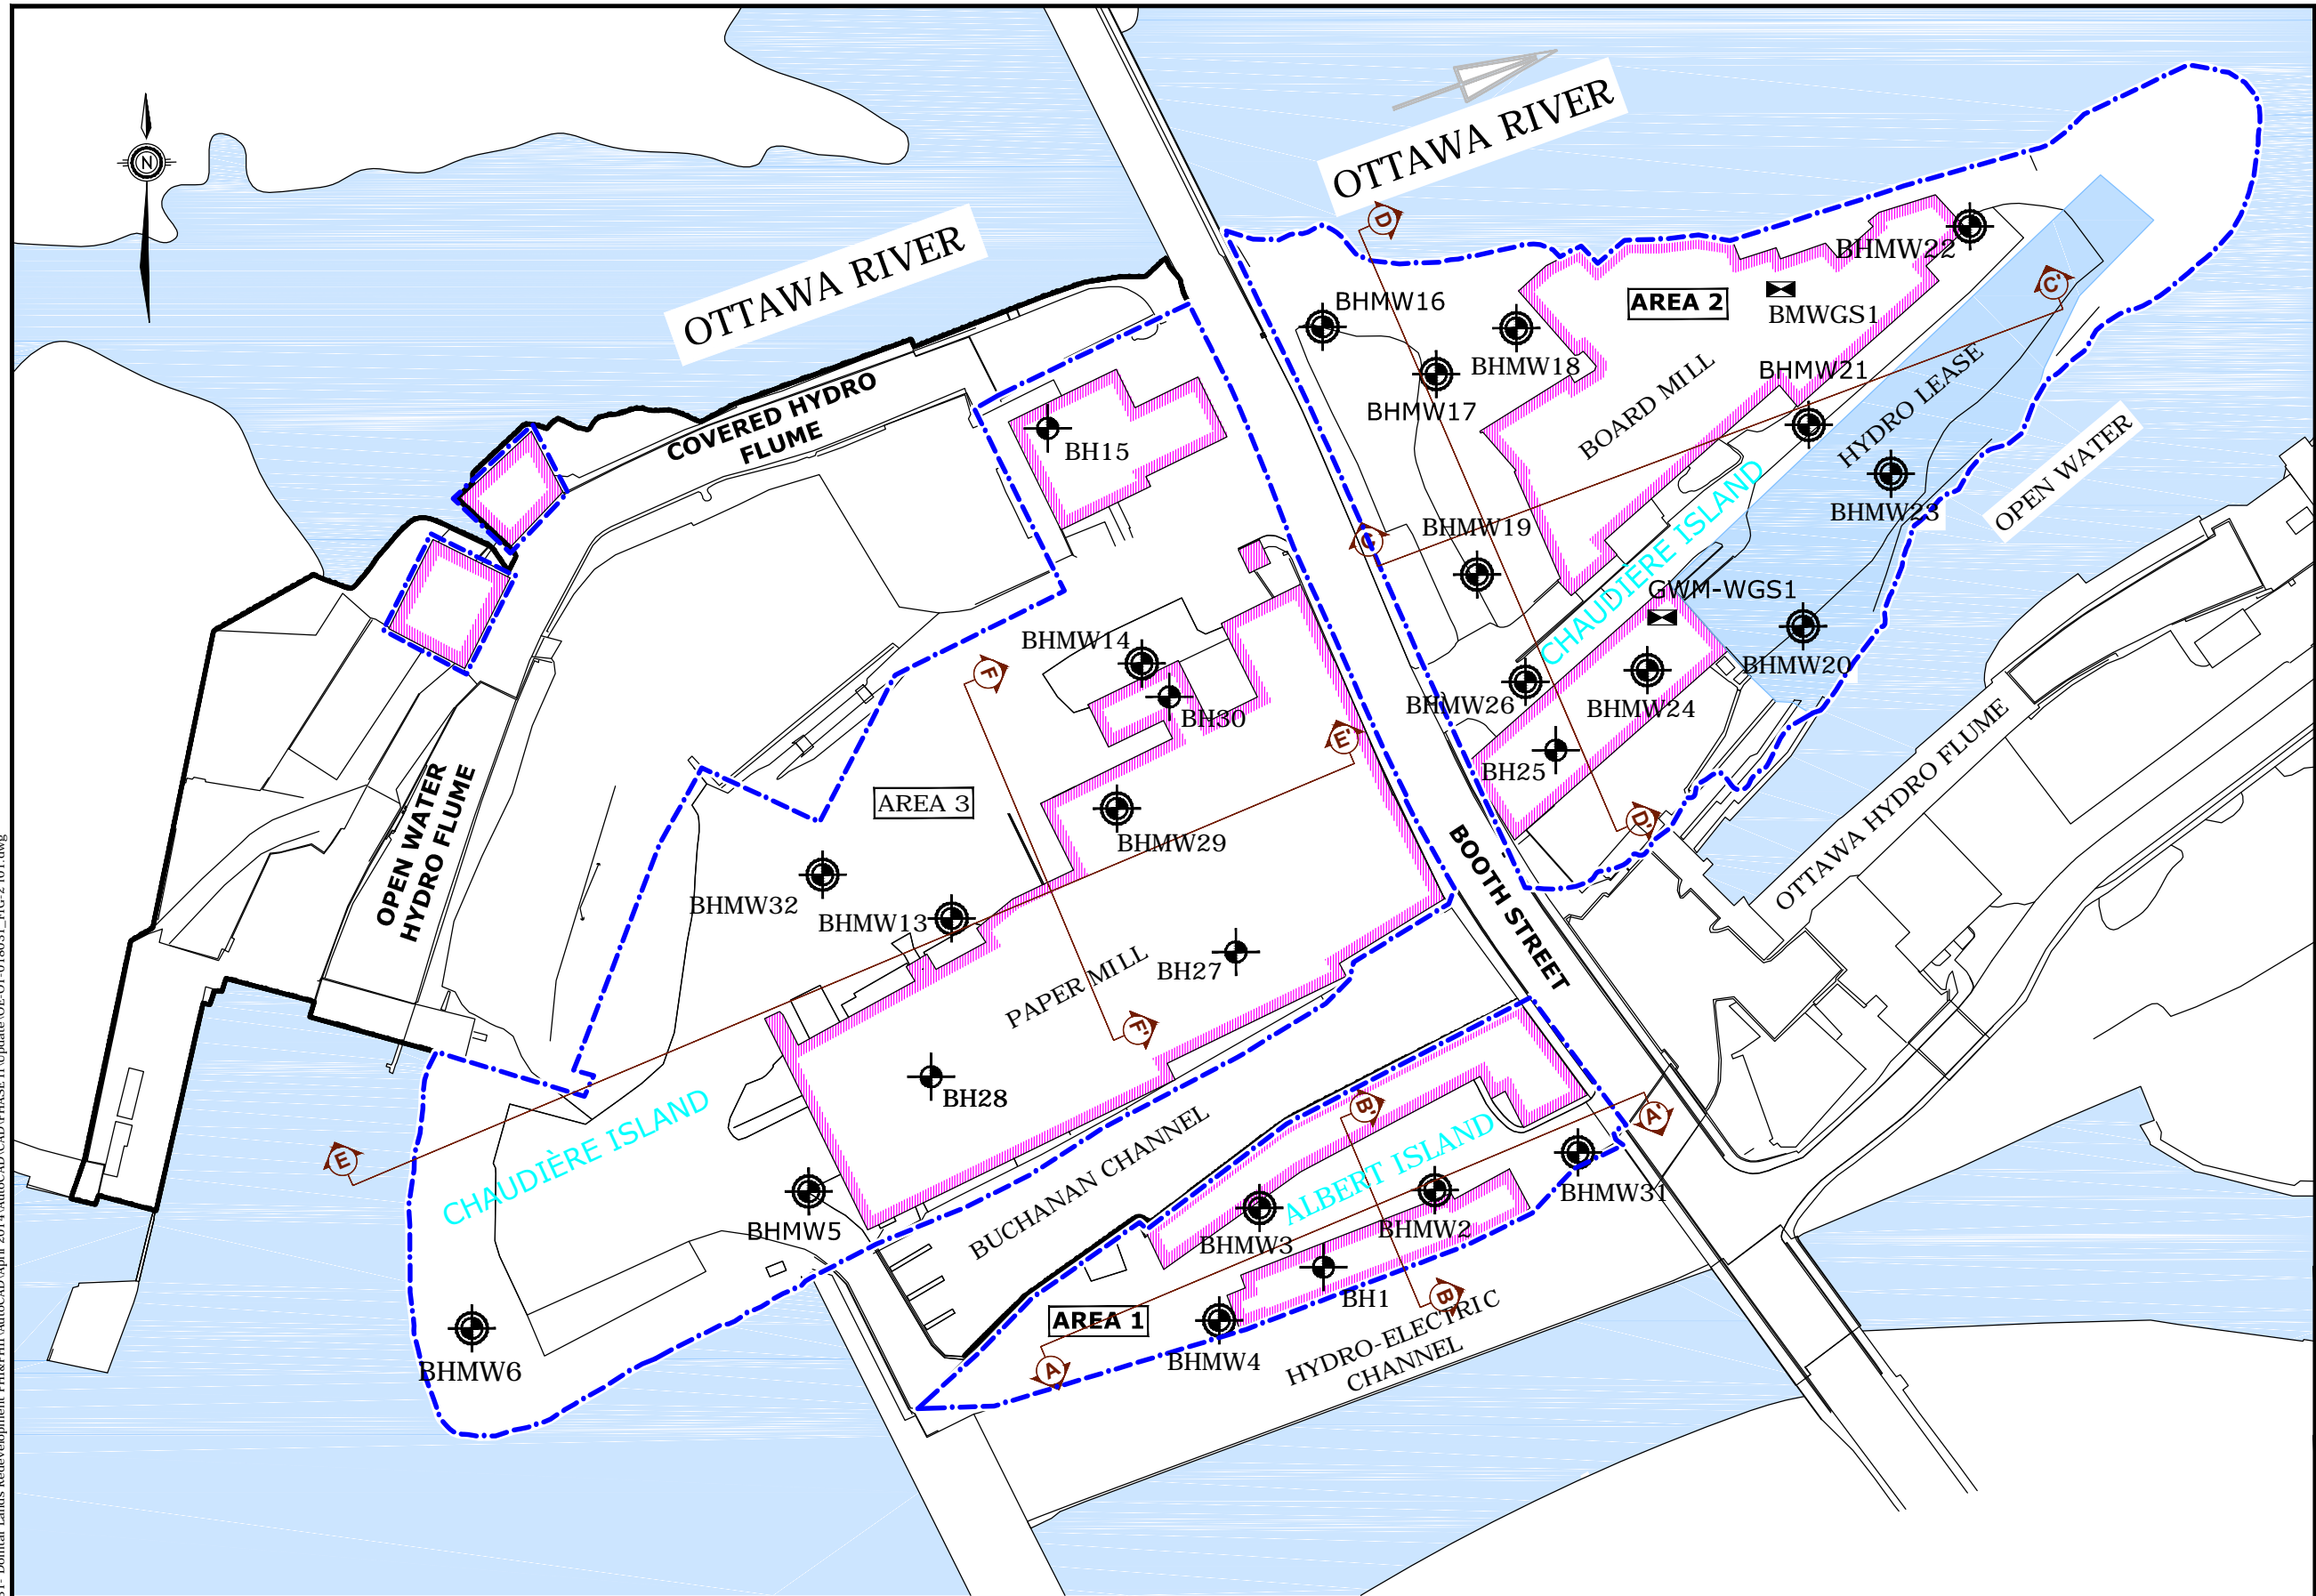 N
OTTAWA RIVER
OTTAWA RIVER
D
BHMW22
C'
BHMW16
AREA 2
BMWGS1
BHMW18
BHMW21
BHMW17
HYDRO LEASE
BOARD MILL
COVERED HYDRO
FLUME
BH15
OPEN WATER
BHMW23
CHAUDIÈRE ISLAND
BHMW19
C
GWM-WGS1
BHMW14
F
BHMW20
BHMW26
BHMW24
BH30
E'
BH25
D'
OTTAWA HYDRO FLUME
AREA 3
BHMW29
OPEN WATER
HYDRO FLUME
BOOTH STREET
BHMW32
BHMW13
BH27
PAPER MILL
F'
BH28
CHAUDIÈRE ISLAND
E
BUCHANAN CHANNEL
B'
A'
ALBERT ISLAND
BHMW31
BHMW5
BHMW3
BHMW2
BH1
B
AREA 1
BHMW4
HYDRO-ELECTRIC
CHANNEL
A
BHMW6